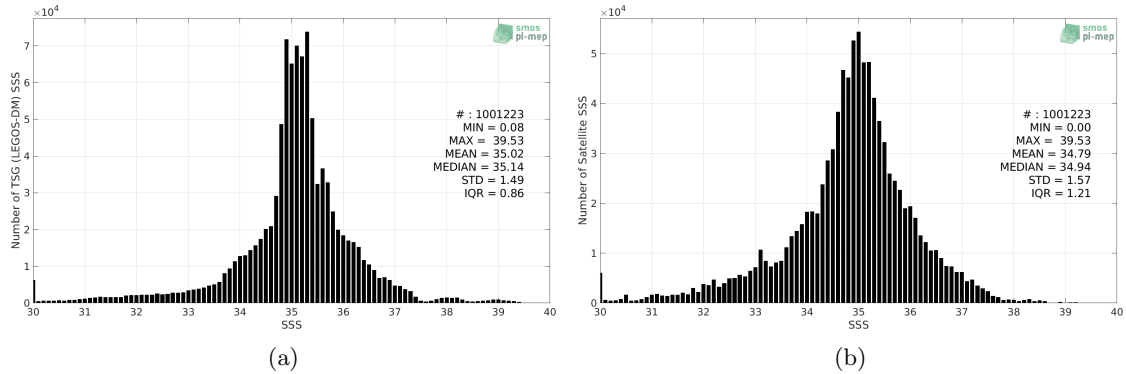 ×10⁴
smos
pi-mep
Number of TSG (LEGOS-DM) SSS
7
6
5
4
3
2
1
0
# : 1001223
MIN = 0.08
MAX = 39.53
MEAN = 35.02
MEDIAN = 35.14
STD = 1.49
IQR = 0.86
30 31 32 33 34 35 36 37 38 39 40
SSS
(a)
×10⁴
smos
pi-mep
Number of Satellite SSS
5
4
3
2
1
0
# : 1001223
MIN = 0.00
MAX = 39.53
MEAN = 34.79
MEDIAN = 34.94
STD = 1.57
IQR = 1.21
30 31 32 33 34 35 36 37 38 39 40
SSS
(b)